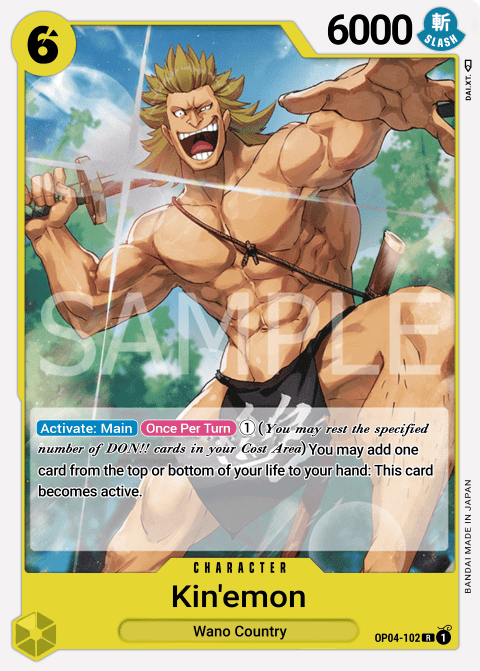 6
6000
斬
SLASH
DAI.XT.
SAMPLE
Activate: Main Once Per Turn ① (You may rest the specified
number of DON!! cards in your Cost Area) You may add one
card from the top or bottom of your life to your hand: This card
becomes active.
BANDAI MADE IN JAPAN
CHARACTER
Kin'emon
Wano Country
OP04-102 R 1